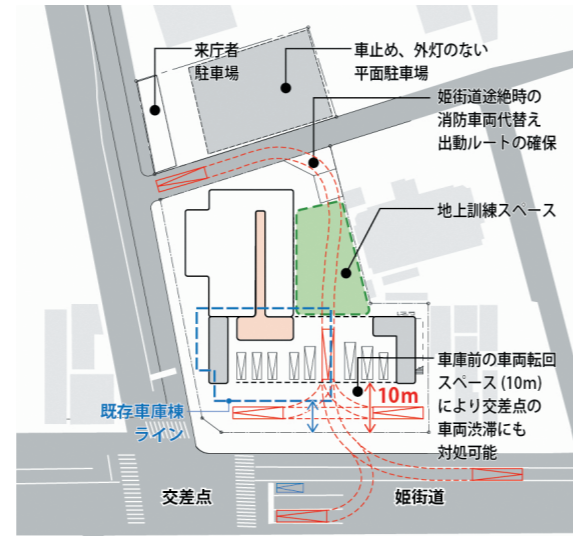 来庁者
駐車場
車止め、外灯のない
平面駐車場
姫街道途絶時の
消防車両代替え
出動ルートの確保
地上訓練スペース
車庫前の車両転回
スペース (10m)
により交差点の
車両渋滞にも
対処可能
10m
既存車庫棟
ライン
交差点
姫街道